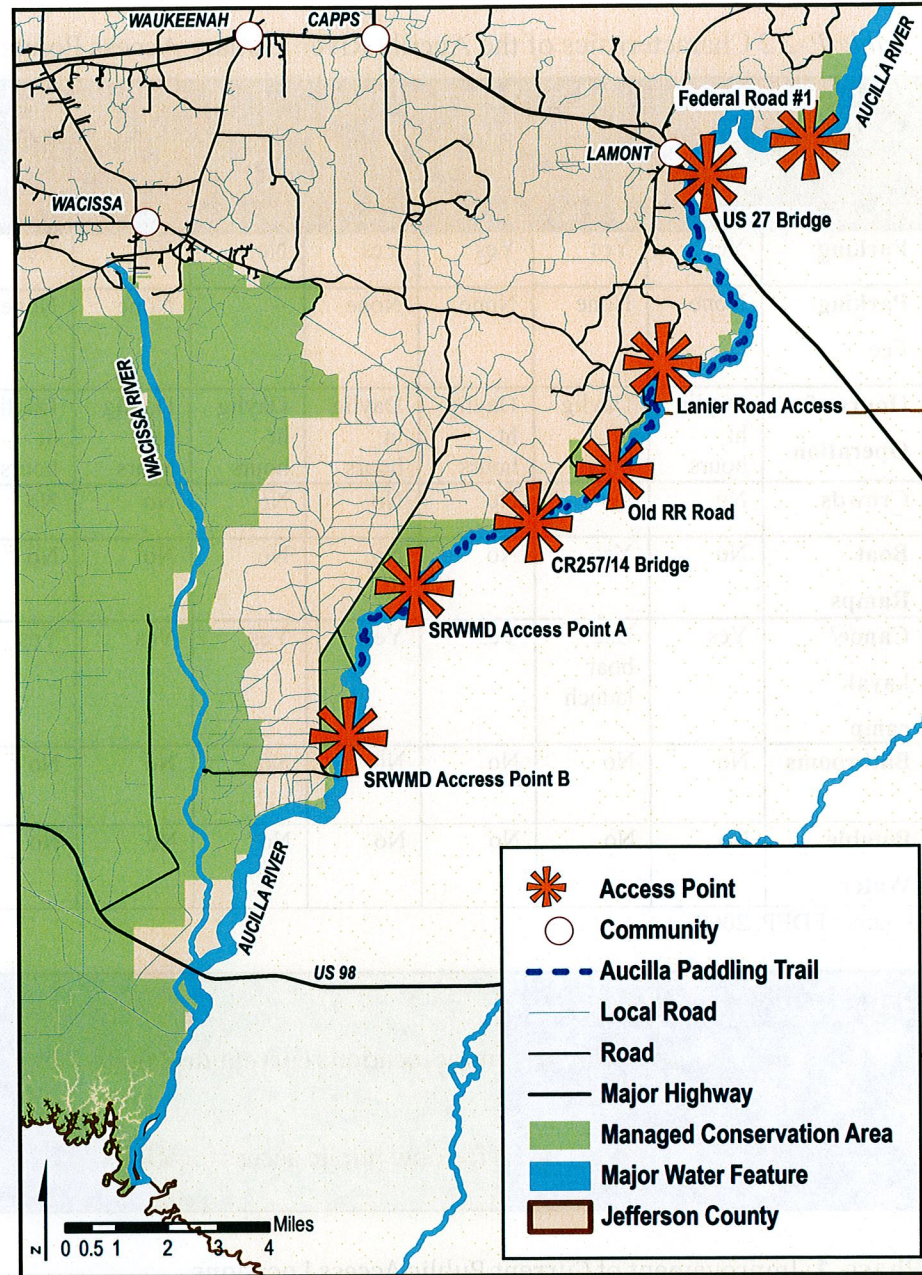 WAUKEENAH
CAPPS
AUCILLA RIVER
Federal Road #1
LAMONT
US 27 Bridge
WACISSA
WACISSA RIVER
Lanier Road Access
Old RR Road
CR257/14 Bridge
SRWMD Access Point A
SRWMD Accress Point B
AUCILLA RIVER
US 98
Access Point
Community
Aucilla Paddling Trail
Local Road
Road
Major Highway
Managed Conservation Area
Major Water Feature
Jefferson County
Miles
0 0.5 1 2 3 4
N